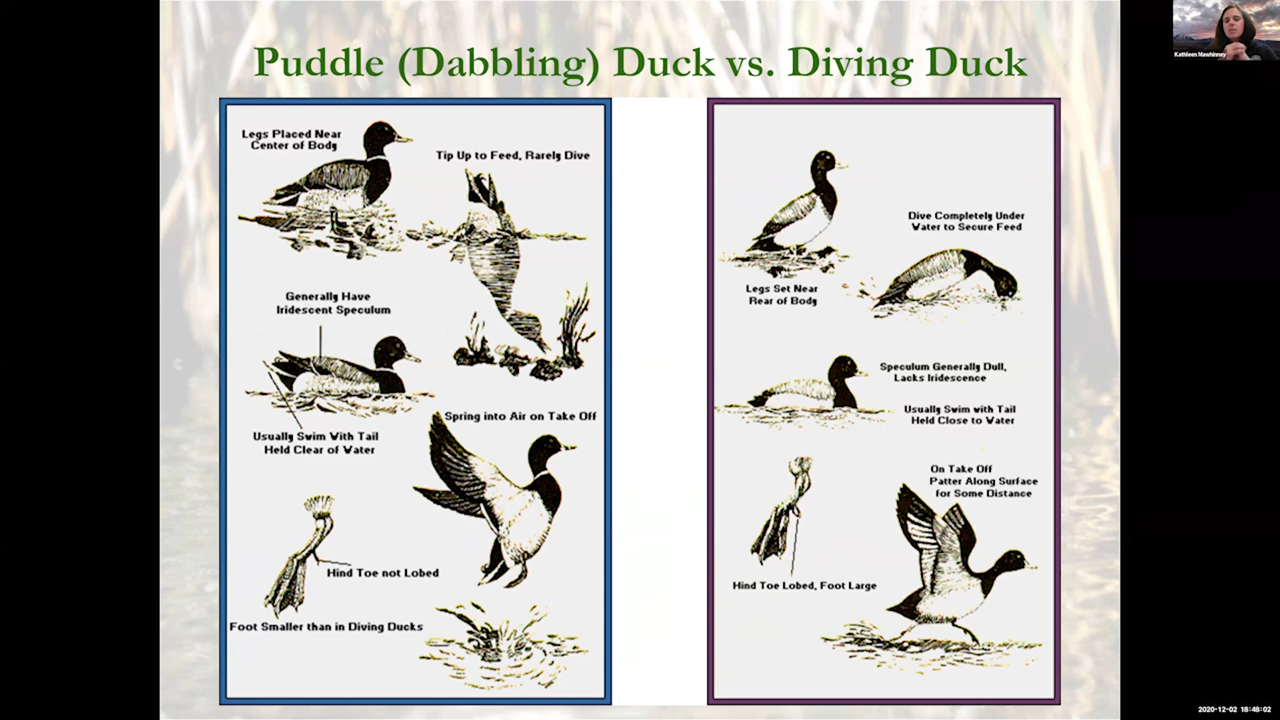 Puddle (Dabbling) Duck vs. Diving Duck
Legs Placed Near
Center of Body
Tip Up to Feed, Rarely Dive
Generally Have
Iridescent Speculum
Usually Swim With Tail
Held Clear of Water
Spring into Air on Take Off
Hind Toe not Lobed
Foot Smaller than in Diving Ducks
Dive Completely Under
Water to Secure Feed
Legs Set Near
Rear of Body
Speculum Generally Dull,
Lacks Iridescence
Usually Swim with Tail
Held Close to Water
On Take Off
Patter Along Surface
for Some Distance
Hind Toe Lobed, Foot Large
Kathleen Mawhinney
2020-12-02 18:48:02